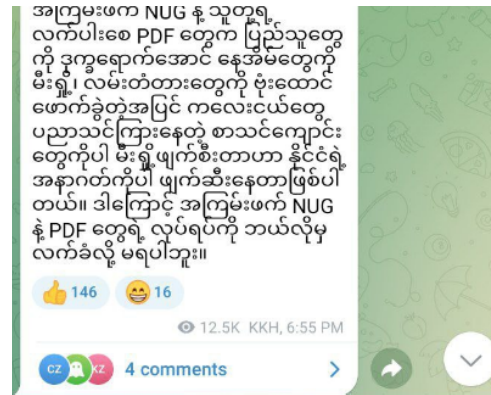 အကြမ်းဖက် NUG နဲ့ သူတို့ရဲ့
လက်ပါးစေ PDF တွေက ပြည်သူတွေ
ကို ဒုက္ခရောက်အောင် နေအိမ်တွေကို
မီးရှို့၊ လမ်းတံတားတွေကို ဗုံးထောင်
ဖောက်ခွဲတဲ့အပြင် ကလေးငယ်တွေ
ပညာသင်ကြားနေတဲ့ စာသင်ကျောင်း
တွေကိုပါ မီးရှို့ဖျက်စီးတာဟာ နိုင်ငံရဲ့
အနာဂတ်ကိုပါ ဖျက်ဆီးနေတာဖြစ်ပါ
တယ်။ ဒါကြောင့် အကြမ်းဖက် NUG
နဲ့ PDF တွေရဲ့ လုပ်ရပ်ကို ဘယ်လိုမှ
လက်ခံလို့ မရပါဘူး။
146 16
12.5K KKH, 6:55 PM
CZ KZ 4 comments